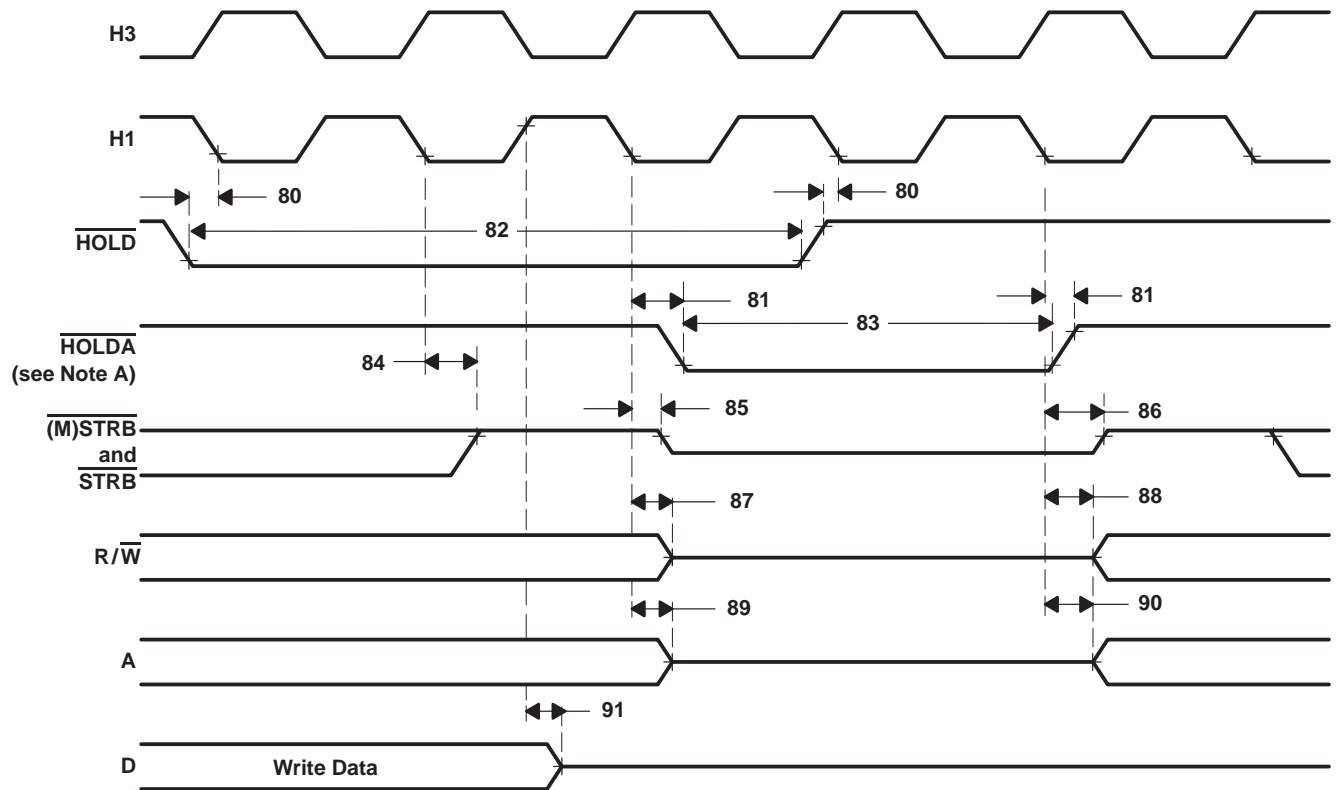 H3
H1
80
80
HOLD
82
81
81
HOLDA
(see Note A)
83
84
85
86
(M)STRB
and
STRB
87
88
R/W
89
90
A
91
D
Write Data